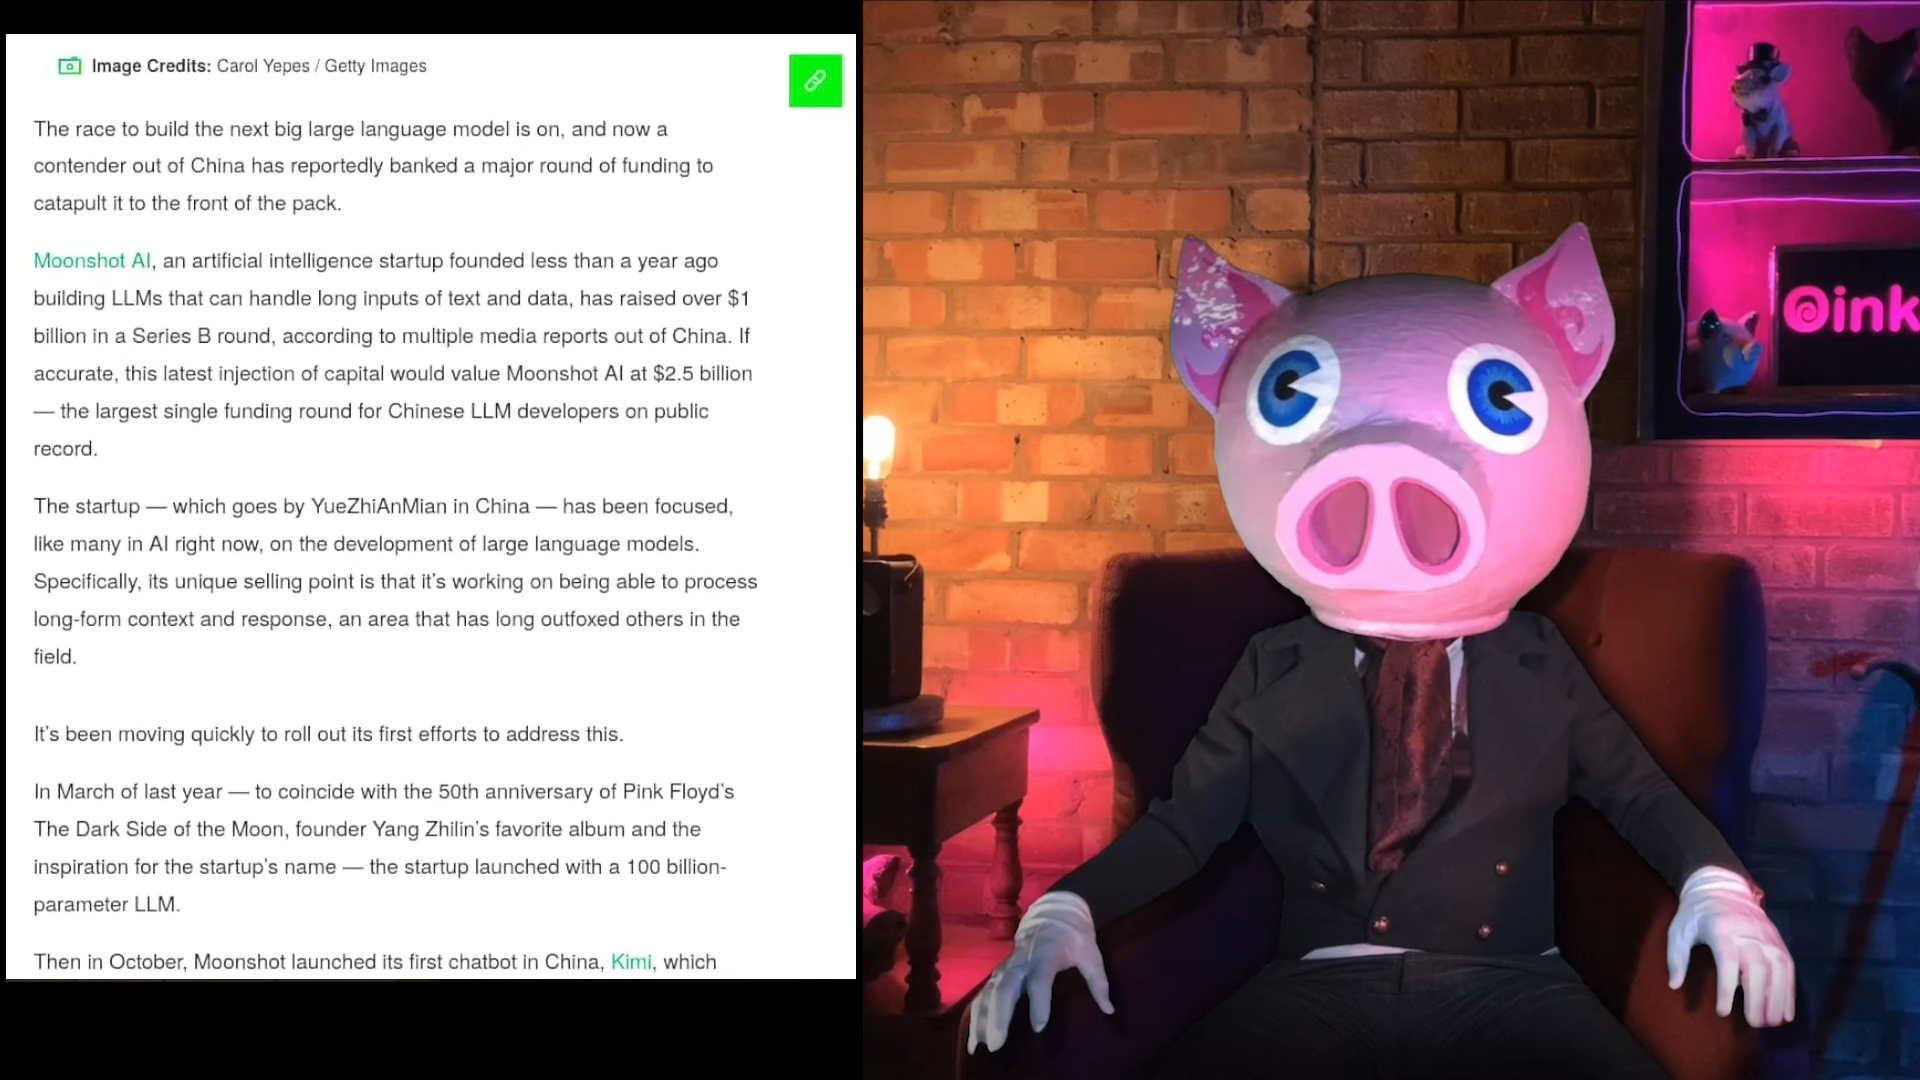 Image Credits: Carol Yepes / Getty Images
The race to build the next big large language model is on, and now a
contender out of China has reportedly banked a major round of funding to
catapult it to the front of the pack.
Moonshot AI, an artificial intelligence startup founded less than a year ago
building LLMs that can handle long inputs of text and data, has raised over $1
billion in a Series B round, according to multiple media reports out of China. If
accurate, this latest injection of capital would value Moonshot AI at $2.5 billion
— the largest single funding round for Chinese LLM developers on public
record.
The startup — which goes by YueZhiAnMian in China — has been focused,
like many in AI right now, on the development of large language models.
Specifically, its unique selling point is that it's working on being able to process
long-form context and response, an area that has long outfoxed others in the
field.
It's been moving quickly to roll out its first efforts to address this.
In March of last year — to coincide with the 50th anniversary of Pink Floyd's
The Dark Side of the Moon, founder Yang Zhilin's favorite album and the
inspiration for the startup's name — the startup launched with a 100 billion-
parameter LLM.
Then in October, Moonshot launched its first chatbot in China, Kimi, which
Oink